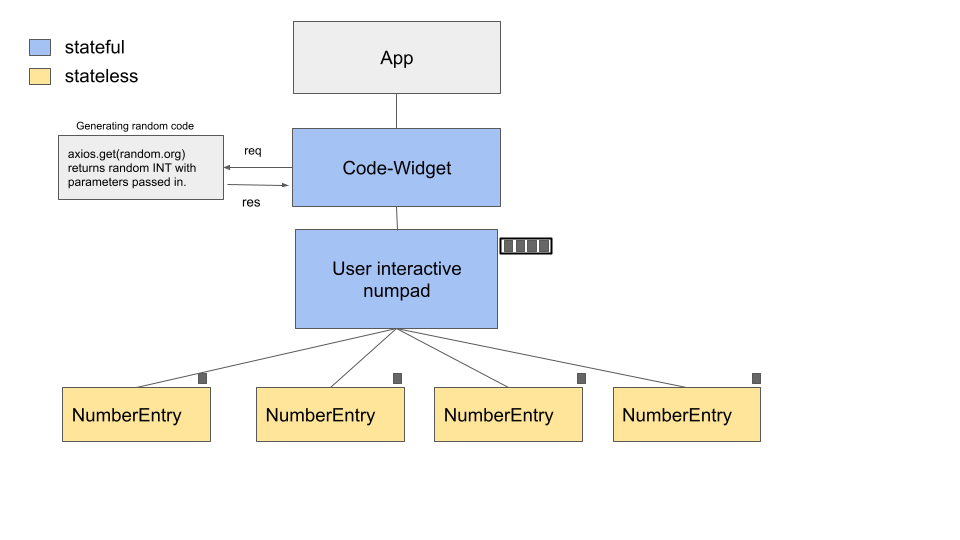 stateful
stateless
App
Generating random code
axios.get(random.org)
returns random INT with
parameters passed in.
req
res
Code-Widget
User interactive
numpad
NumberEntry
NumberEntry
NumberEntry
NumberEntry